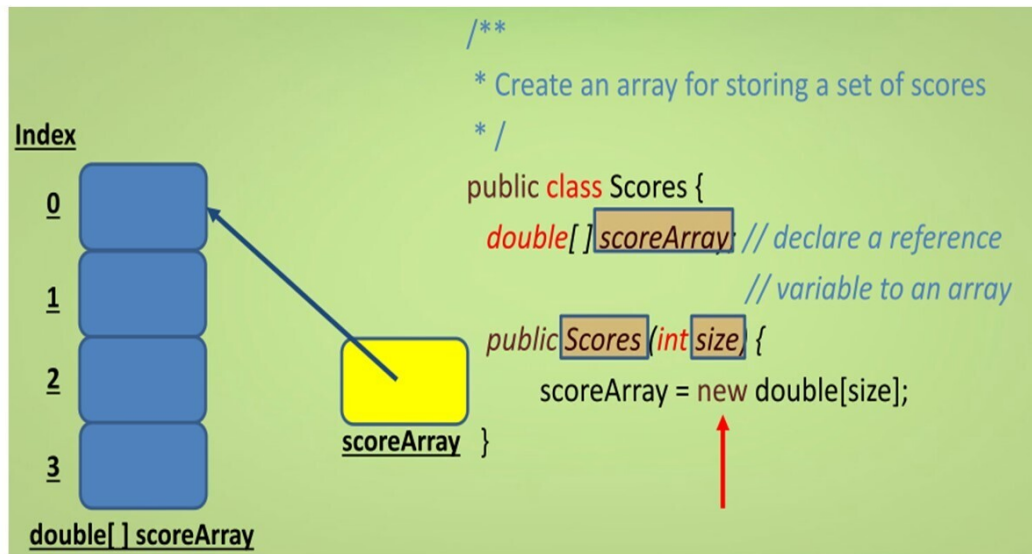 /**
* Create an array for storing a set of scores
* /
public class Scores {
double[ ] scoreArray; // declare a reference
// variable to an array
public Scores (int size) {
scoreArray = new double[size];
}
Index
0
1
2
3
double[ ] scoreArray
scoreArray